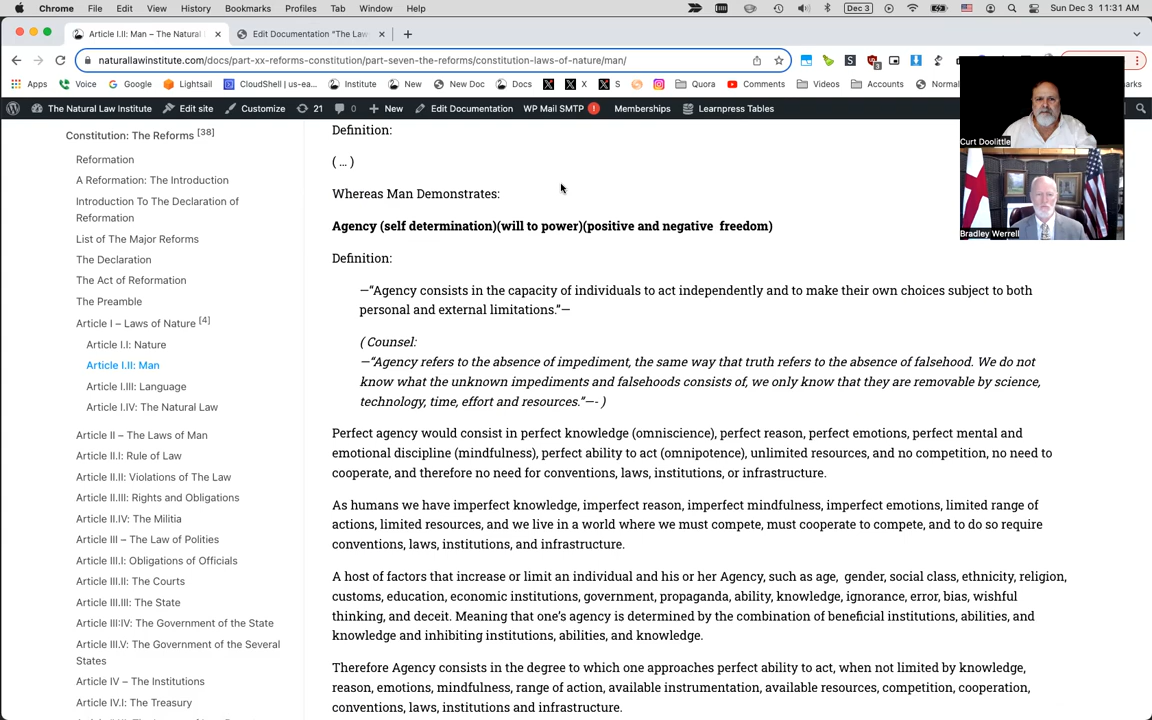 Chrome File Edit View History Bookmarks Profiles Tab Window Help Dec 3 Sun Dec 3 11:31 AM
Article I.II: Man – The Natural Edit Documentation “The Law
naturallawinstitute.com/docs/part-xx-reforms-constitution/part-seven-the-reforms/constitution-laws-of-nature/man/
Apps Voice Google Lightsail CloudShell | us-ea... Institute New New Doc Docs X X Quora Comments Videos Accounts Normal
The Natural Law Institute Edit site Customize 21 0 New Edit Documentation WP Mail SMTP ! Memberships Learnpress Tables
Constitution: The Reforms [38]
Reformation
A Reformation: The Introduction
Introduction To The Declaration of
Reformation
List of The Major Reforms
The Declaration
The Act of Reformation
The Preamble
Article I – Laws of Nature [4]
Article I.I: Nature
Article I.II: Man
Article I.III: Language
Article I.IV: The Natural Law
Article II – The Laws of Man
Article II.I: Rule of Law
Article II.II: Violations of The Law
Article II.III: Rights and Obligations
Article II.IV: The Militia
Article III – The Law of Polities
Article III.I: Obligations of Officials
Article III.II: The Courts
Article III.III: The State
Article III:IV: The Government of the State
Article III.V: The Government of the Several
States
Article IV – The Institutions
Article IV.I: The Treasury
Definition:
( … )
Whereas Man Demonstrates:
Agency (self determination)(will to power)(positive and negative freedom)
Definition:
—“Agency consists in the capacity of individuals to act independently and to make their own choices subject to both
personal and external limitations.”—
( Counsel:
—“Agency refers to the absence of impediment, the same way that truth refers to the absence of falsehood. We do not
know what the unknown impediments and falsehoods consists of, we only know that they are removable by science,
technology, time, effort and resources.”—- )
Perfect agency would consist in perfect knowledge (omniscience), perfect reason, perfect emotions, perfect mental and
emotional discipline (mindfulness), perfect ability to act (omnipotence), unlimited resources, and no competition, no need to
cooperate, and therefore no need for conventions, laws, institutions, or infrastructure.
As humans we have imperfect knowledge, imperfect reason, imperfect mindfulness, imperfect emotions, limited range of
actions, limited resources, and we live in a world where we must compete, must cooperate to compete, and to do so require
conventions, laws, institutions, and infrastructure.
A host of factors that increase or limit an individual and his or her Agency, such as age, gender, social class, ethnicity, religion,
customs, education, economic institutions, government, propaganda, ability, knowledge, ignorance, error, bias, wishful
thinking, and deceit. Meaning that one’s agency is determined by the combination of beneficial institutions, abilities, and
knowledge and inhibiting institutions, abilities, and knowledge.
Therefore Agency consists in the degree to which one approaches perfect ability to act, when not limited by knowledge,
reason, emotions, mindfulness, range of action, available instrumentation, available resources, competition, cooperation,
conventions, laws, institutions and infrastructure.
Curt Doolittle
Bradley Werrell